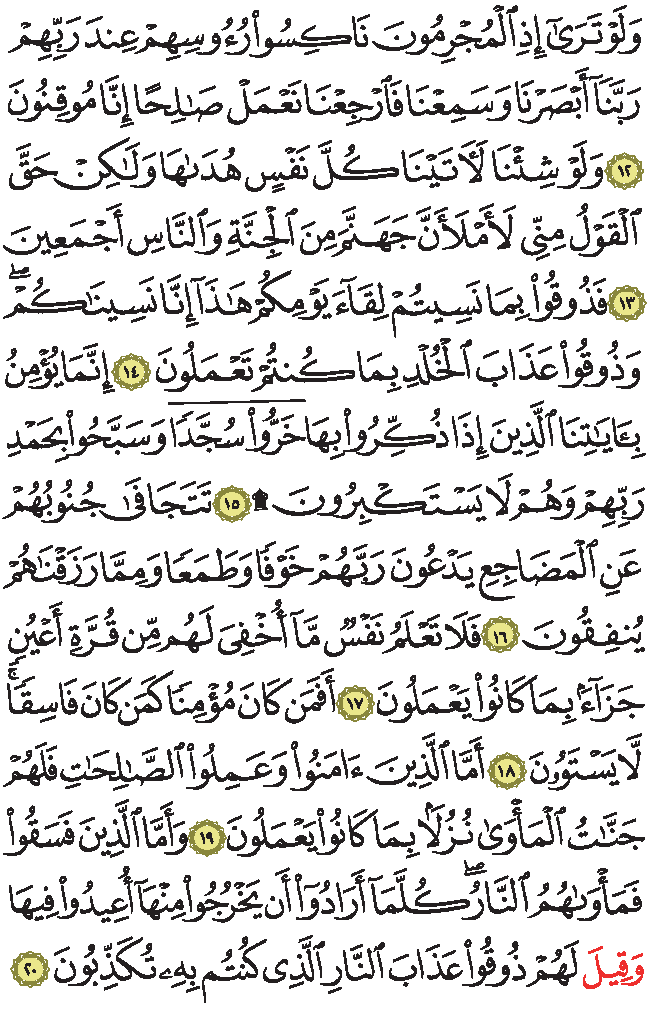 وَلَوْ تَرَىٰٓ إِذِ ٱلْمُجْرِمُونَ نَاكِسُوا۟ رُءُوسِهِمْ عِندَ رَبِّهِمْ
رَبَّنَآ أَبْصَرْنَا وَسَمِعْنَا فَٱرْجِعْنَا نَعْمَلْ صَـٰلِحًا إِنَّا مُوقِنُونَ
١٢ وَلَوْ شِئْنَا لَـَٔاتَيْنَا كُلَّ نَفْسٍ هُدَىٰهَا وَلَـٰكِنْ حَقَّ
ٱلْقَوْلُ مِنِّى لَأَمْلَأَنَّ جَهَنَّمَ مِنَ ٱلْجِنَّةِ وَٱلنَّاسِ أَجْمَعِينَ
١٣ فَذُوقُوا۟ بِمَا نَسِيتُمْ لِقَآءَ يَوْمِكُمْ هَـٰذَآ إِنَّا نَسِينَـٰكُمْ ۖ
وَذُوقُوا۟ عَذَابَ ٱلْخُلْدِ بِمَا كُنتُمْ تَعْمَلُونَ ١٤ إِنَّمَا يُؤْمِنُ
بِـَٔايَـٰتِنَا ٱلَّذِينَ إِذَا ذُكِّرُوا۟ بِهَا خَرُّوا۟ سُجَّدًا وَسَبَّحُوا۟ بِحَمْدِ
رَبِّهِمْ وَهُمْ لَا يَسْتَكْبِرُونَ ۩ ١٥ تَتَجَافَىٰ جُنُوبُهُمْ
عَنِ ٱلْمَضَاجِعِ يَدْعُونَ رَبَّهُمْ خَوْفًا وَطَمَعًا وَمِمَّا رَزَقْنَـٰهُمْ
يُنفِقُونَ ١٦ فَلَا تَعْلَمُ نَفْسٌ مَّآ أُخْفِىَ لَهُم مِّن قُرَّةِ أَعْيُنٍ
جَزَآءًۢ بِمَا كَانُوا۟ يَعْمَلُونَ ١٧ أَفَمَن كَانَ مُؤْمِنًا كَمَن كَانَ فَاسِقًا ۚ
لَّا يَسْتَوُۥنَ ١٨ أَمَّا ٱلَّذِينَ ءَامَنُوا۟ وَعَمِلُوا۟ ٱلصَّـٰلِحَـٰتِ فَلَهُمْ
جَنَّـٰتُ ٱلْمَأْوَىٰ نُزُلًۢا بِمَا كَانُوا۟ يَعْمَلُونَ ١٩ وَأَمَّا ٱلَّذِينَ فَسَقُوا۟
فَمَأْوَىٰهُمُ ٱلنَّارُ ۖ كُلَّمَآ أَرَادُوٓا۟ أَن يَخْرُجُوا۟ مِنْهَآ أُعِيدُوا۟ فِيهَا
وَقِيلَ لَهُمْ ذُوقُوا۟ عَذَابَ ٱلنَّارِ ٱلَّذِى كُنتُم بِهِۦ تُكَذِّبُونَ ٢٠